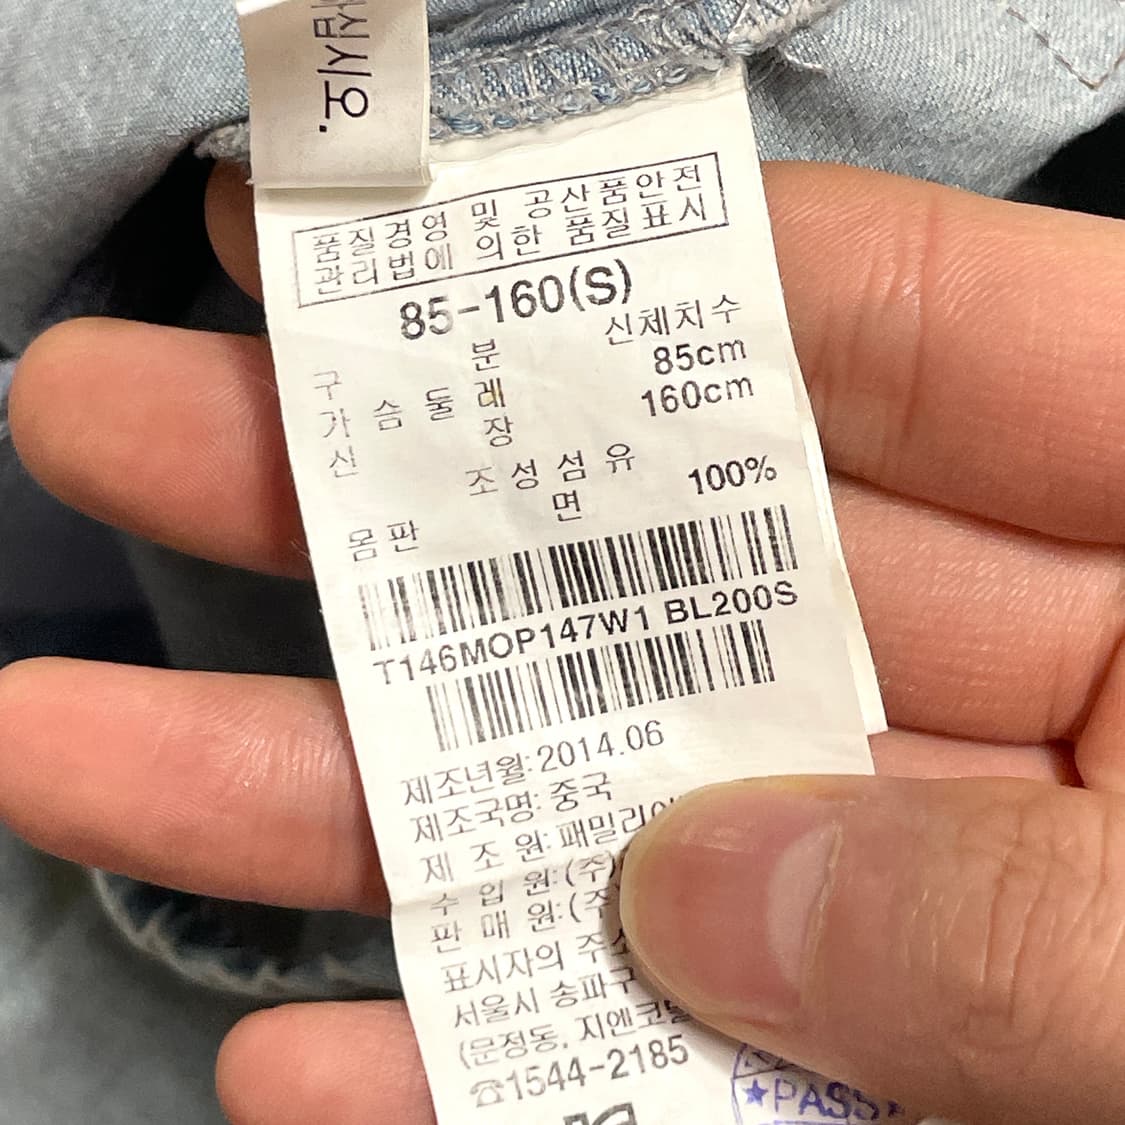 하십시오.
품질경영 및 공산품안전
관리법에 의한 품질표시
85-160(S)
구 분 신체치수
가슴둘레 85cm
신 장 160cm
조성섬유
몸판 면 100%
T146MOP147W1 BL200S
제조년월:2014.06
제조국명:중국
제 조 원:패밀리
수 입 원:(주)
판 매 원:(주
표시자의 주소
서울시 송파구
(문정동, 지엔코
☎1544-2185
★PASS★